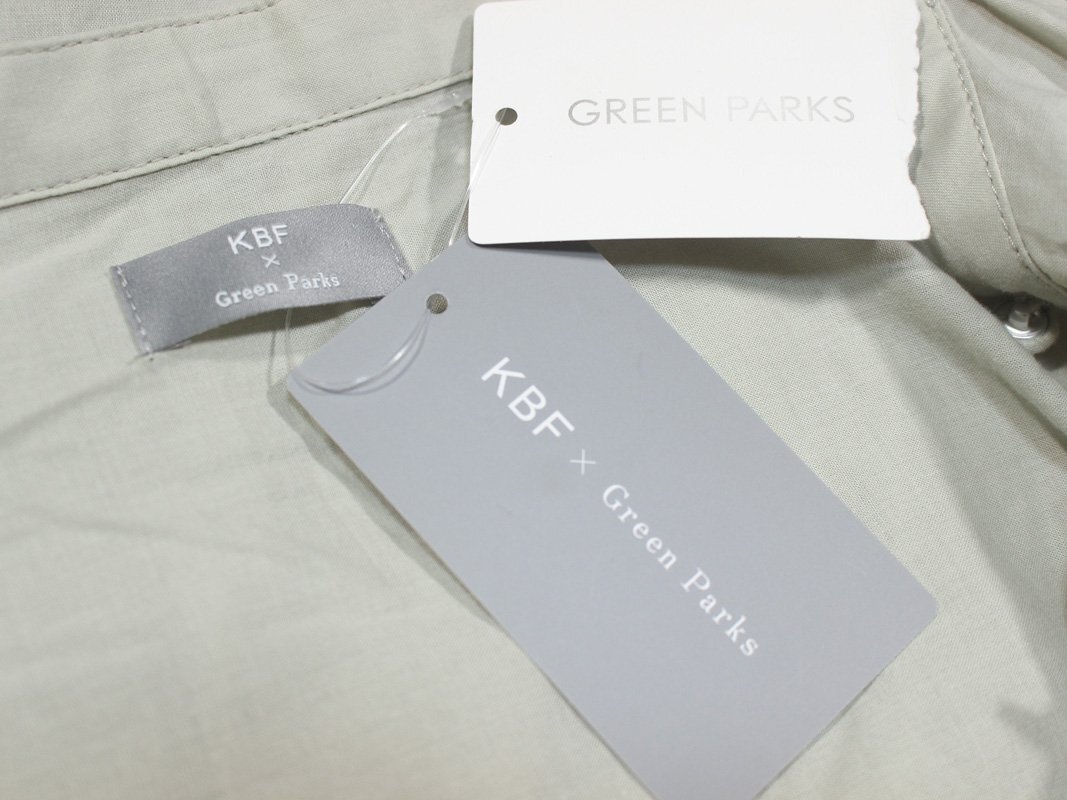 GREEN PARKS
KBF
×
Green Parks
KBF × Green Parks